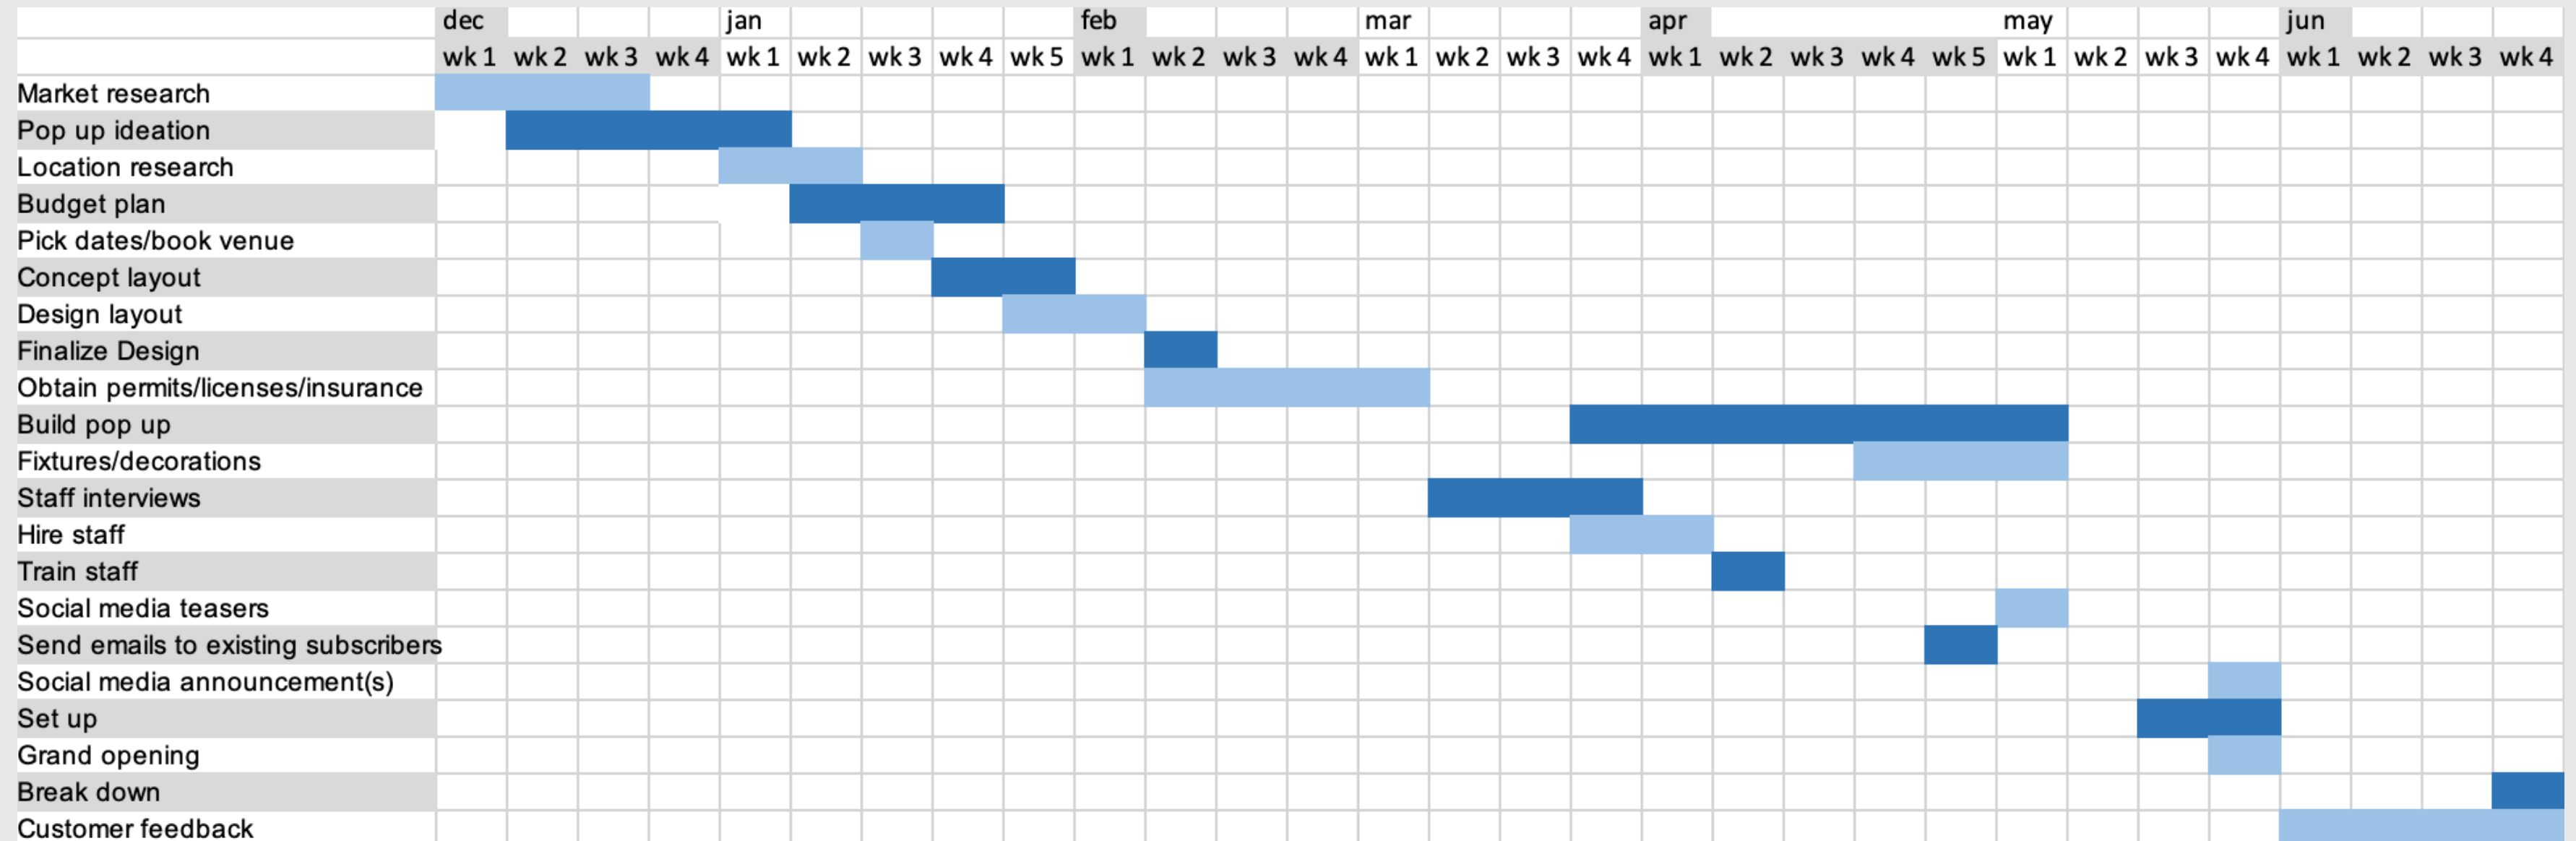 dec jan feb mar apr may jun
wk 1 wk 2 wk 3 wk 4 wk 1 wk 2 wk 3 wk 4 wk 5 wk 1 wk 2 wk 3 wk 4 wk 1 wk 2 wk 3 wk 4 wk 1 wk 2 wk 3 wk 4 wk 5 wk 1 wk 2 wk 3 wk 4 wk 1 wk 2 wk 3 wk 4
Market research
Pop up ideation
Location research
Budget plan
Pick dates/book venue
Concept layout
Design layout
Finalize Design
Obtain permits/licenses/insurance
Build pop up
Fixtures/decorations
Staff interviews
Hire staff
Train staff
Social media teasers
Send emails to existing subscribers
Social media announcement(s)
Set up
Grand opening
Break down
Customer feedback